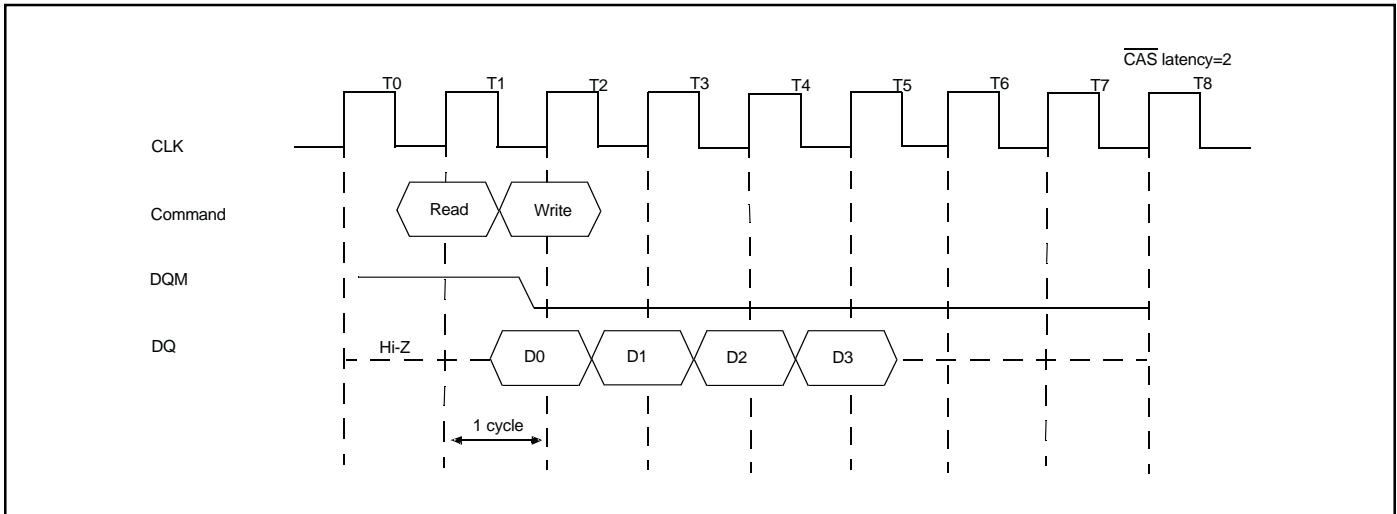 CAS latency=2
T0 T1 T2 T3 T4 T5 T6 T7 T8
CLK
Command Read Write
DQM
DQ Hi-Z D0 D1 D2 D3
1 cycle